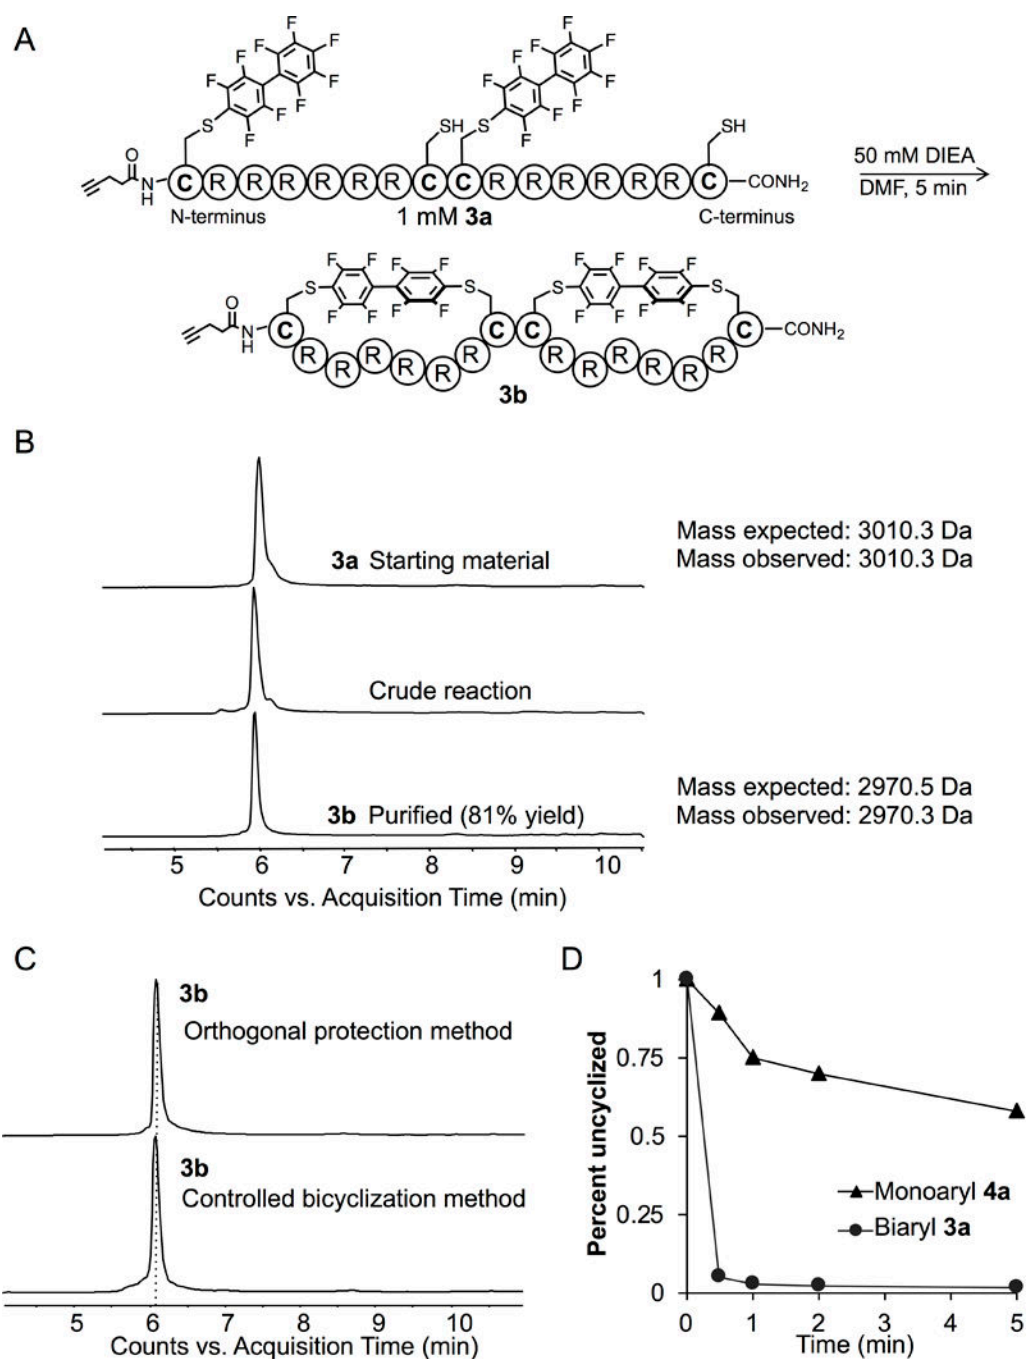 A
F F F F F F F F F
S
SH
F F F F F F F F F
S
SH
O
N
H
C R R R R R R C C R R R R R R C
CONH₂
50 mM DIEA
DMF, 5 min
N-terminus
1 mM 3a
C-terminus
F F F F F F F F
S S
F F F F F F F F
S S
O
N
H
C R R R R R R C C R R R R R R C
CONH₂
3b
B
3a Starting material
Mass expected: 3010.3 Da
Mass observed: 3010.3 Da
Crude reaction
3b Purified (81% yield)
Mass expected: 2970.5 Da
Mass observed: 2970.3 Da
5 6 7 8 9 10
Counts vs. Acquisition Time (min)
C
3b
Orthogonal protection method
3b
Controlled bicyclization method
5 6 7 8 9 10
Counts vs. Acquisition Time (min)
D
Percent uncyclized
1
0.75
0.5
0.25
0
Monoaryl 4a
Biaryl 3a
0 1 2 3 4 5
Time (min)